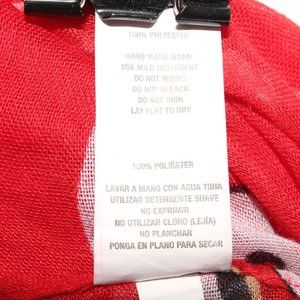 100% POLYESTER
HAND WASH WARM
USE MILD DETERGENT
DO NOT WRING
DO NOT BLEACH
DO NOT IRON
LAY FLAT TO DRY
100% POLIÉSTER
LAVAR A MANO CON AGUA TIBIA
UTILIZAR DETERGENTE SUAVE
NO EXPRIMIR
NO UTILIZAR CLORO (LEJÍA)
NO PLANCHAR
PONGA EN PLANO PARA SECAR